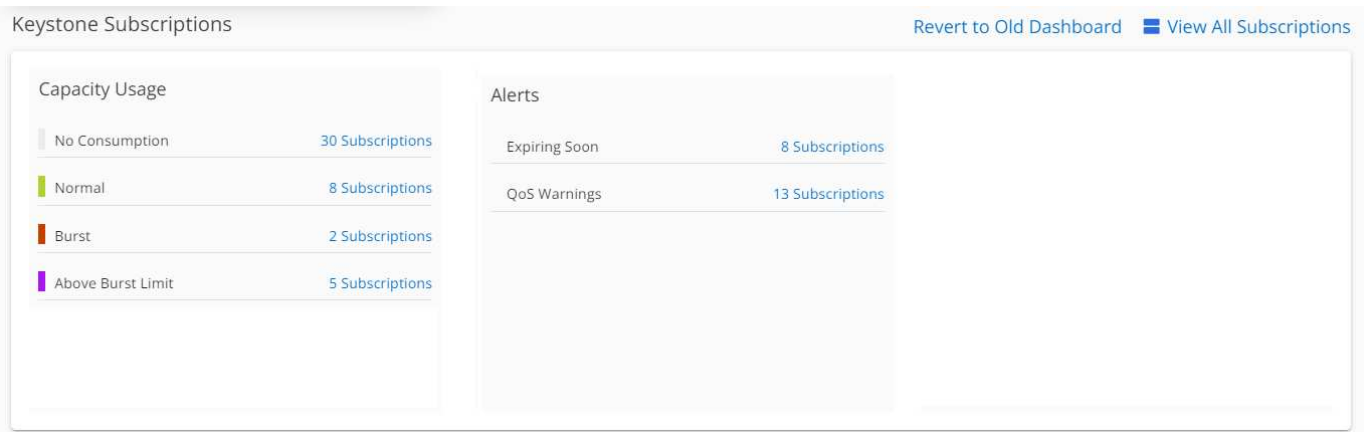 Keystone Subscriptions
Revert to Old Dashboard View All Subscriptions
Capacity Usage
No Consumption 30 Subscriptions
Normal 8 Subscriptions
Burst 2 Subscriptions
Above Burst Limit 5 Subscriptions
Alerts
Expiring Soon 8 Subscriptions
QoS Warnings 13 Subscriptions